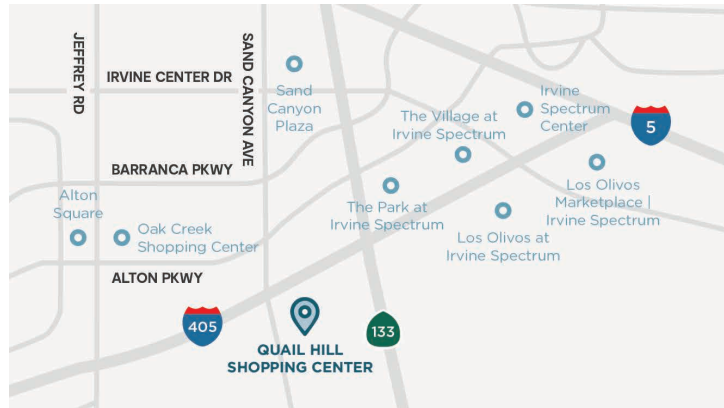 JEFFREY RD
SAND CANYON AVE
IRVINE CENTER DR
Sand
Canyon
Plaza
The Village at
Irvine Spectrum
Irvine
Spectrum
Center
5
BARRANCA PKWY
Alton
Square
Oak Creek
Shopping Center
The Park at
Irvine Spectrum
Los Olivos
Marketplace |
Irvine Spectrum
Los Olivos at
Irvine Spectrum
ALTON PKWY
405
133
QUAIL HILL
SHOPPING CENTER